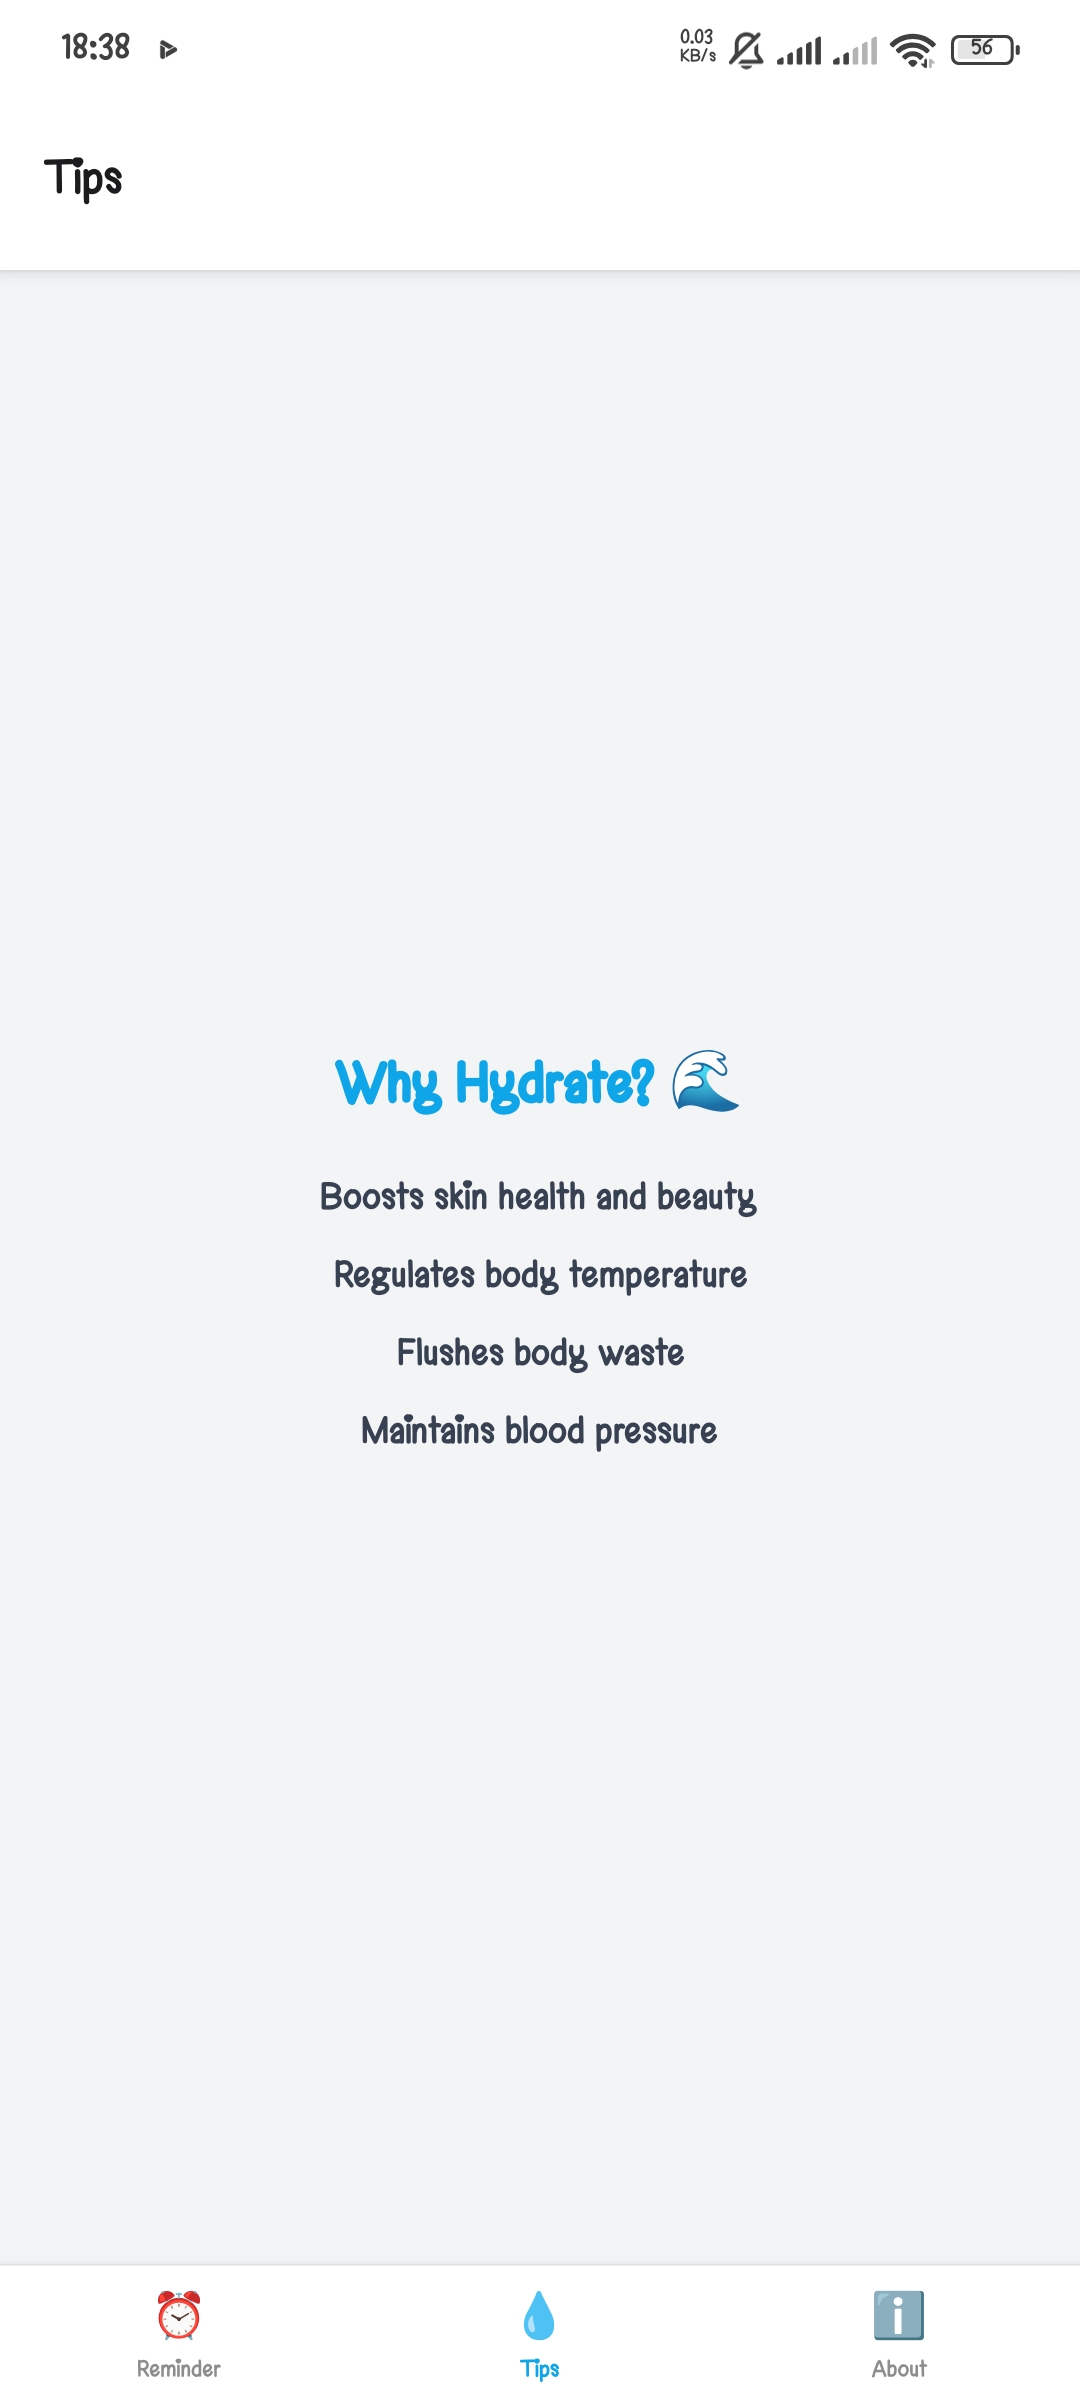 18:38
0.03
KB/s
56
Tips
Why Hydrate? 🌊
Boosts skin health and beauty
Regulates body temperature
Flushes body waste
Maintains blood pressure
Reminder
Tips
About